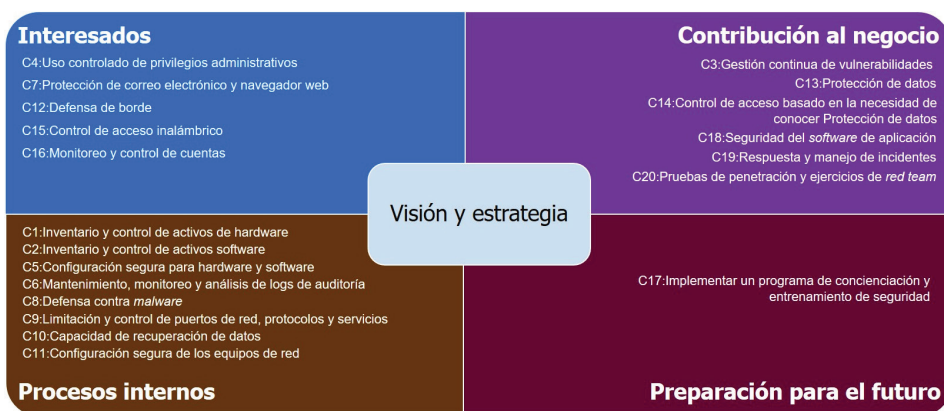 Interesados
C4:Uso controlado de privilegios administrativos
C7:Protección de correo electrónico y navegador web
C12:Defensa de borde
C15:Control de acceso inalámbrico
C16:Monitoreo y control de cuentas
Contribución al negocio
C3:Gestión continua de vulnerabilidades
C13:Protección de datos
C14:Control de acceso basado en la necesidad de
conocer Protección de datos
C18:Seguridad del software de aplicación
C19:Respuesta y manejo de incidentes
C20:Pruebas de penetración y ejercicios de red team
Visión y estrategia
C1:Inventario y control de activos de hardware
C2:Inventario y control de activos software
C5:Configuración segura para hardware y software
C6:Mantenimiento, monitoreo y análisis de logs de auditoría
C8:Defensa contra malware
C9:Limitación y control de puertos de red, protocolos y servicios
C10:Capacidad de recuperación de datos
C11:Configuración segura de los equipos de red
Procesos internos
C17:Implementar un programa de concienciación y
entrenamiento de seguridad
Preparación para el futuro